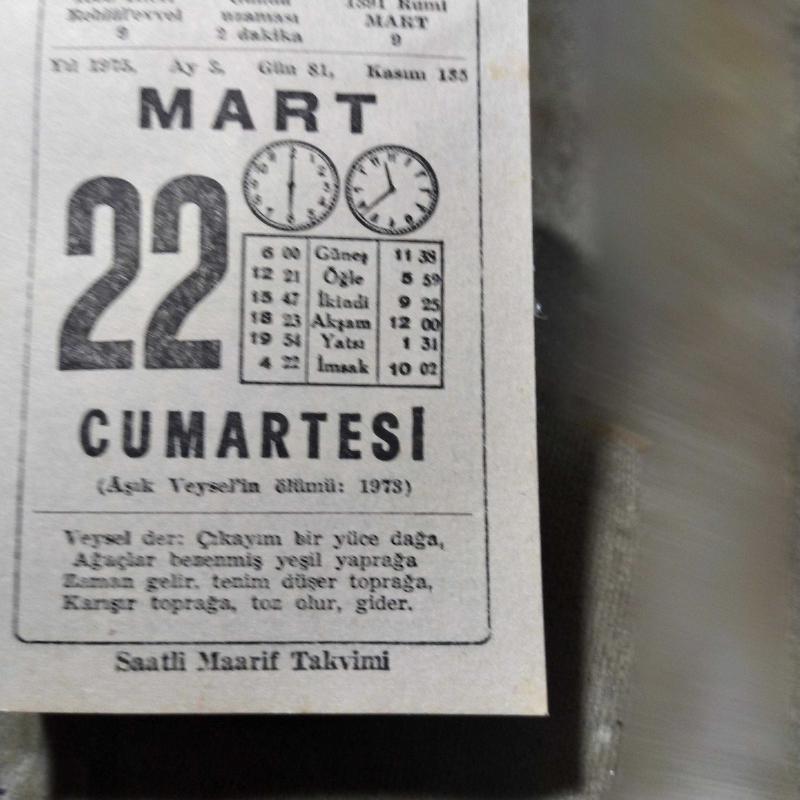 Rebiül'evvel uzaması MART
9 2 dakika 9
1391 Rumi
Yıl 1975, Ay 3, Gün 81, Kasım 135
MART
22
6 00 Güneş 11 38
12 21 Öğle 5 59
15 47 İkindi 9 25
18 23 Akşam 12 00
19 54 Yatsı 1 31
4 22 İmsak 10 02
CUMARTESİ
(Âşık Veysel'in ölümü: 1973)
Veysel der: Çıkayım bir yüce dağa,
Ağaçlar bezenmiş yeşil yaprağa
Zaman gelir, tenim düşer toprağa,
Karışır toprağa, toz olur, gider.
Saatli Maarif Takvimi